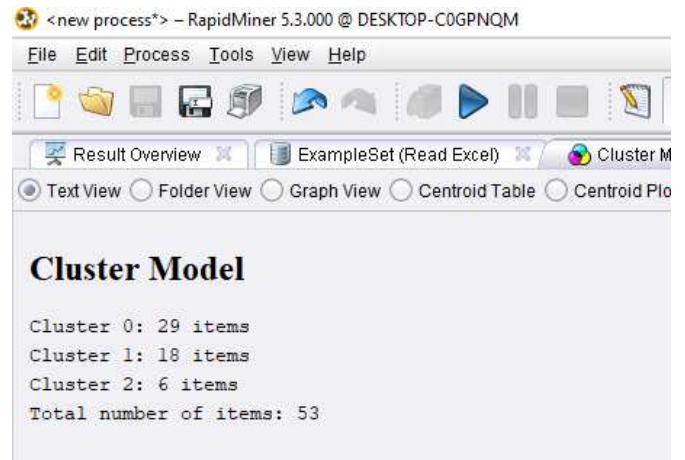 <new process*> – RapidMiner 5.3.000 @ DESKTOP-C0GPNQM
File Edit Process Tools View Help
Result Overview ExampleSet (Read Excel) Cluster M
Text View Folder View Graph View Centroid Table Centroid Plo
Cluster Model
Cluster 0: 29 items
Cluster 1: 18 items
Cluster 2: 6 items
Total number of items: 53